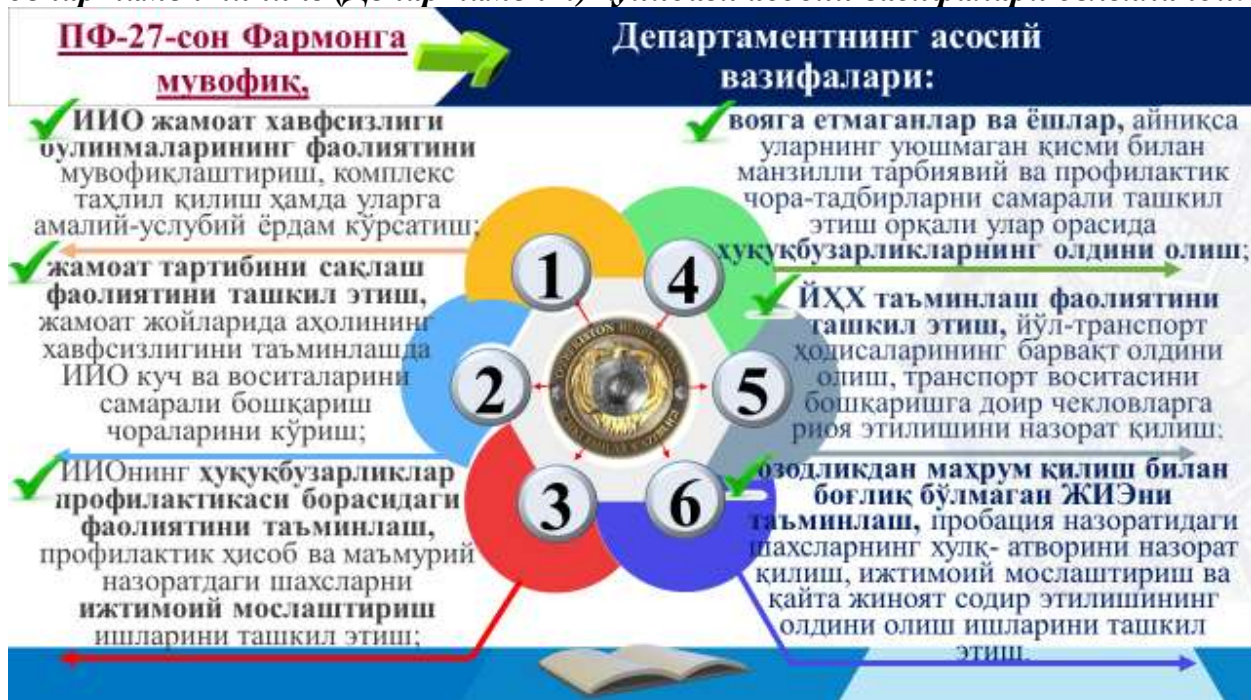 ПФ-27-сон Фармонга
мувофиқ,
Департаментнинг асосий
вазифалари:
ИИО жамоат хавфсизлиги
бўлинмаларининг фаолиятини
мувофиқлаштириш, комплекс
таҳлил қилиш ҳамда уларга
амалий-услубий ёрдам кўрсатиш;
жамоат тартибини сақлаш
фаолиятини ташкил этиш,
жамоат жойларида аҳолининг
хавфсизлигини таъминлашда
ИИО куч ва воситаларини
самарали бошқариш
чораларини кўриш;
ИИОнинг ҳуқуқбузарликлар
профилактикаси борасидаги
фаолиятини таъминлаш,
профилактик ҳисоб ва маъмурий
назоратдаги шахсларни
ижтимоий мослаштириш
ишларини ташкил этиш;
1
2
3
4
5
6
вояга етмаганлар ва ёшлар, айниқса
уларнинг уюшмаган қисми билан
манзилли тарбиявий ва профилактик
чора-тадбирларни самарали ташкил
этиш орқали улар орасида
ҳуқуқбузарликларнинг олдини олиш;
ЙҲХ таъминлаш фаолиятини
ташкил этиш, йўл-транспорт
ҳодисаларининг барвақт олдини
олиш, транспорт воситасини
бошқаришга доир чекловларга
риоя этилишини назорат қилиш;
озодликдан маҳрум қилиш билан
боғлиқ бўлмаган ЖИЭни
таъминлаш, пробация назоратидаги
шахсларнинг хулқ- атворини назорат
қилиш, ижтимоий мослаштириш ва
қайта жиноят содир этилишининг
олдини олиш ишларини ташкил
этиш.